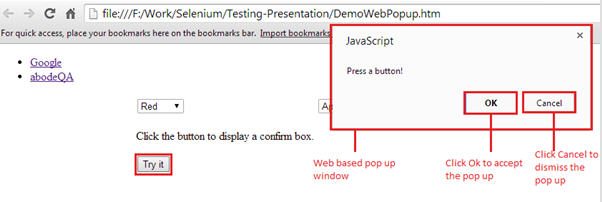 file:///F:/Work/Selenium/Testing-Presentation/DemoWebPopup.htm
For quick access, place your bookmarks here on the bookmarks bar. Import bookmarks
JavaScript
Press a button!
OK
Cancel
Google
abodeQA
Red
Ap
Click the button to display a confirm box.
Try it
Web based pop up
window
Click Ok to accept
the pop up
Click Cancel to
dismiss the
pop up